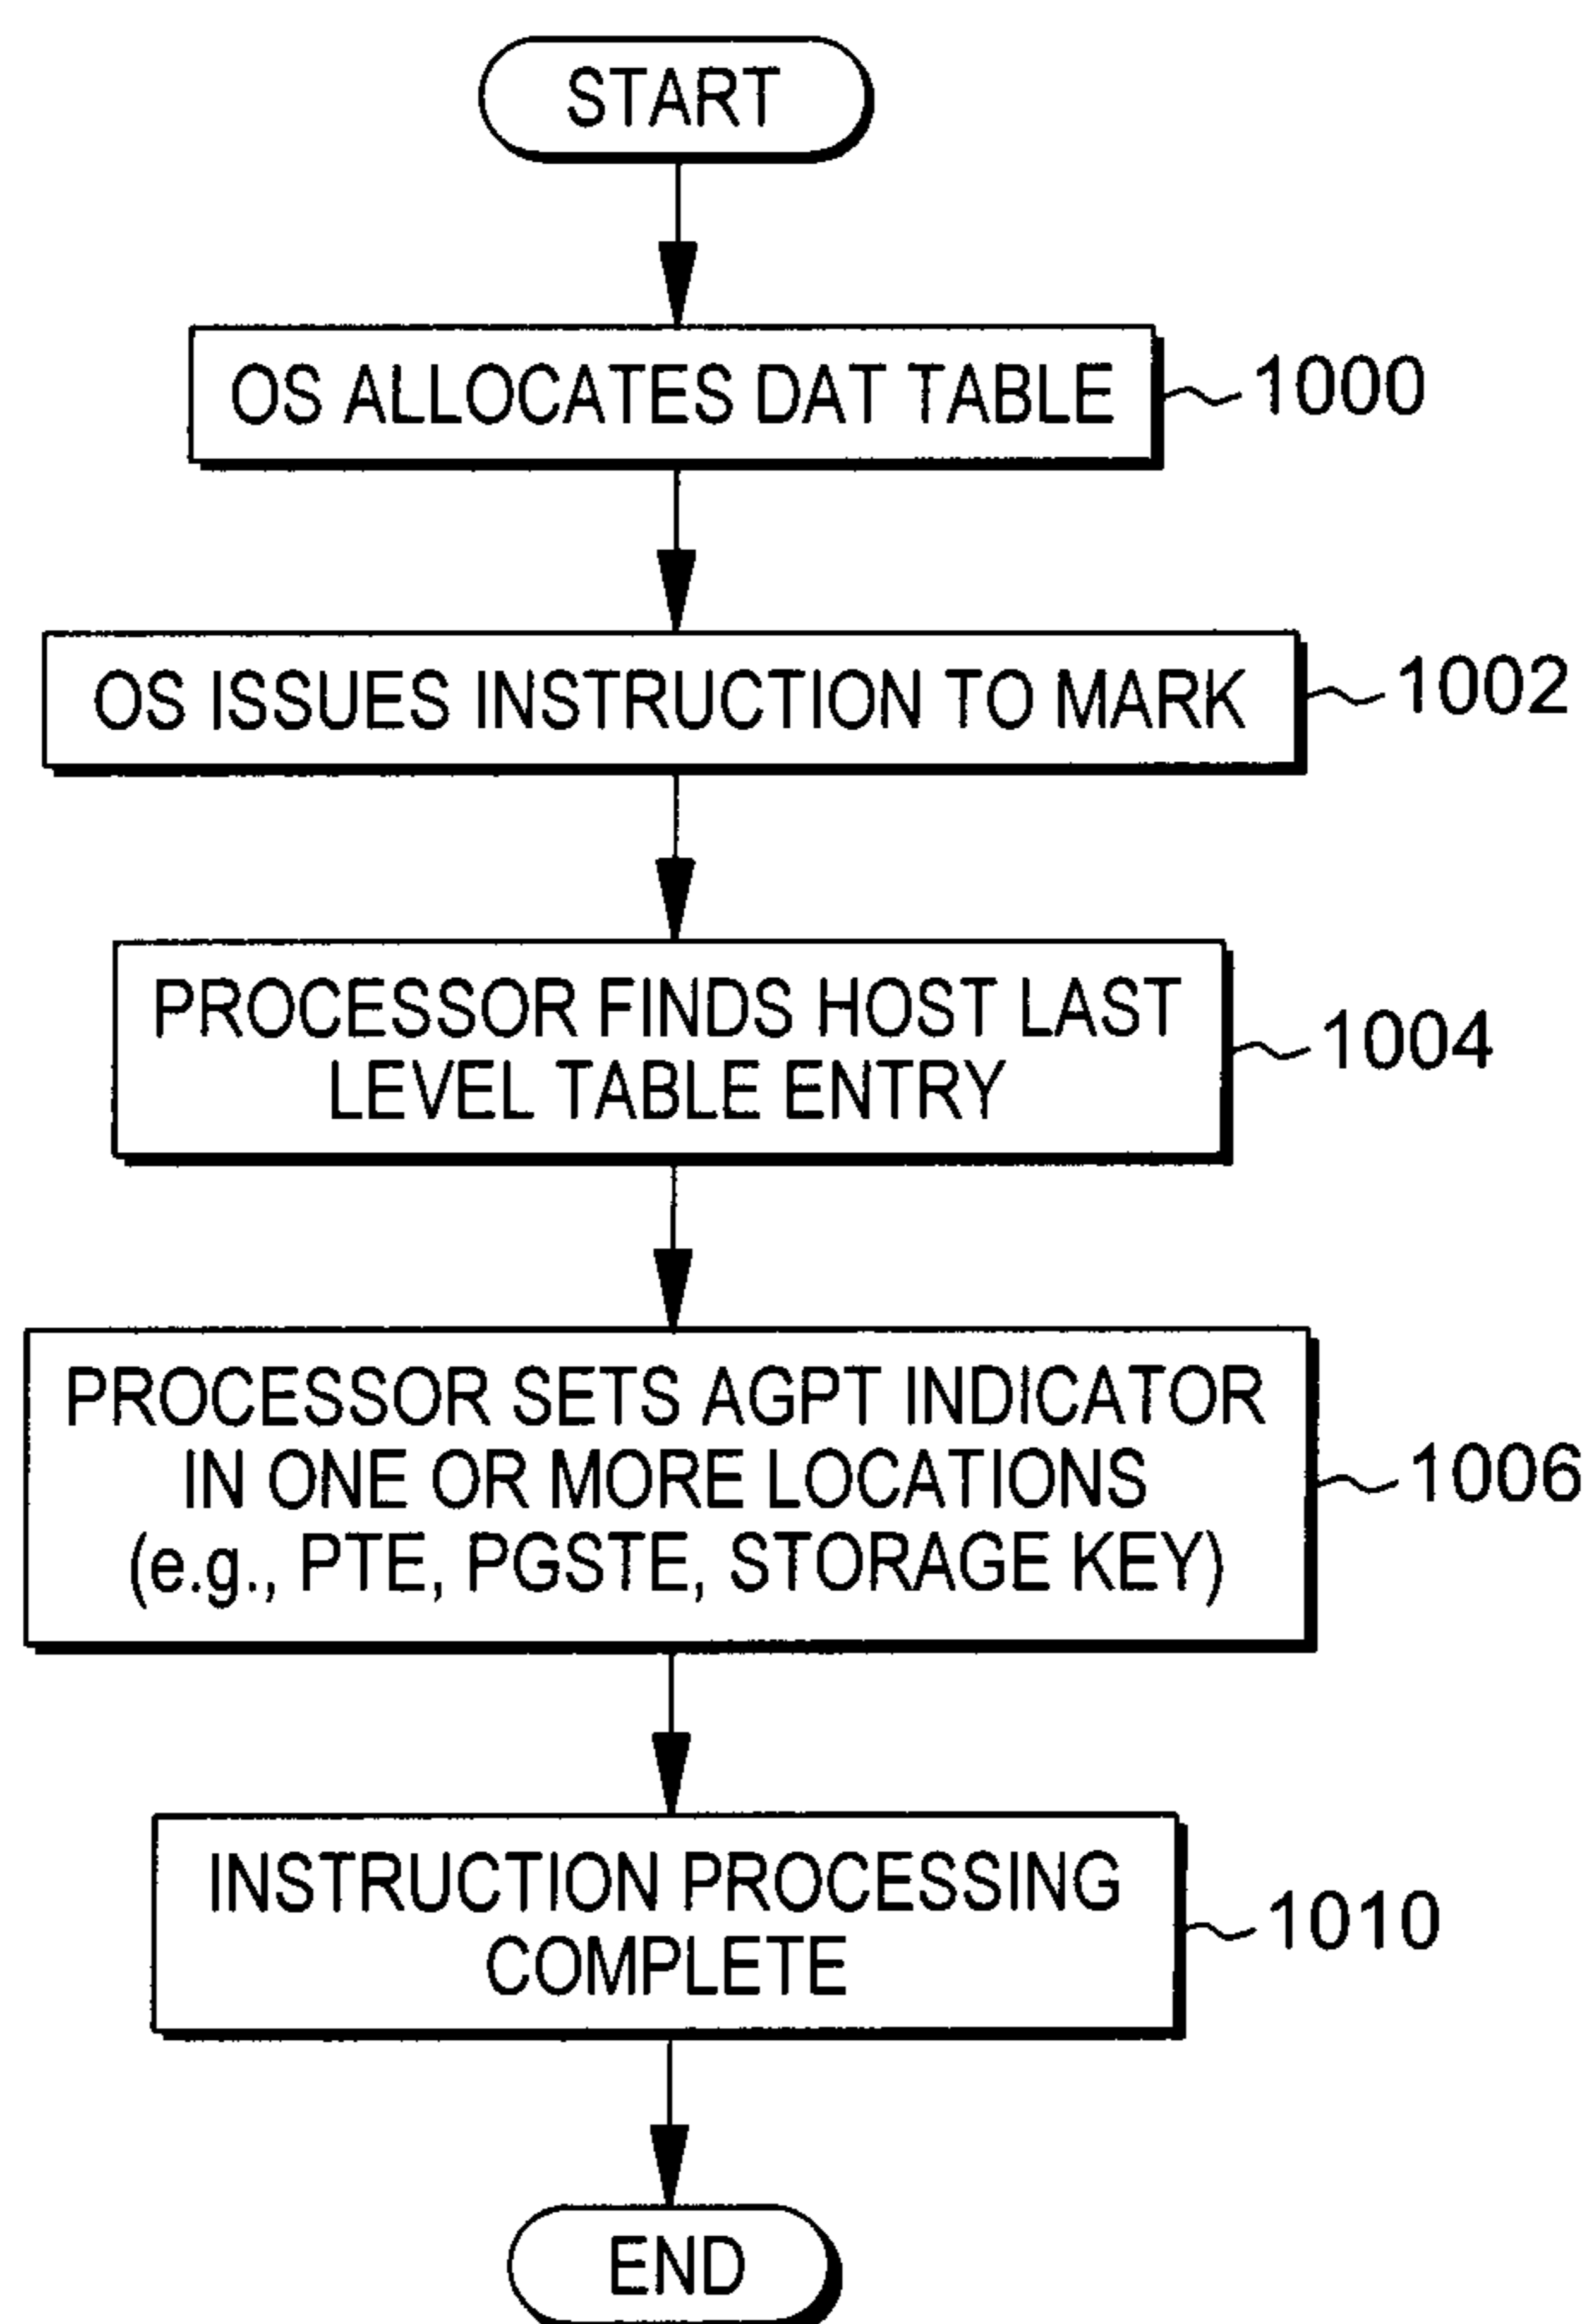 START
OS ALLOCATES DAT TABLE
1000
OS ISSUES INSTRUCTION TO MARK
1002
PROCESSOR FINDS HOST LAST
LEVEL TABLE ENTRY
1004
PROCESSOR SETS AGPT INDICATOR
IN ONE OR MORE LOCATIONS
(e.g., PTE, PGSTE, STORAGE KEY)
1006
INSTRUCTION PROCESSING
COMPLETE
1010
END